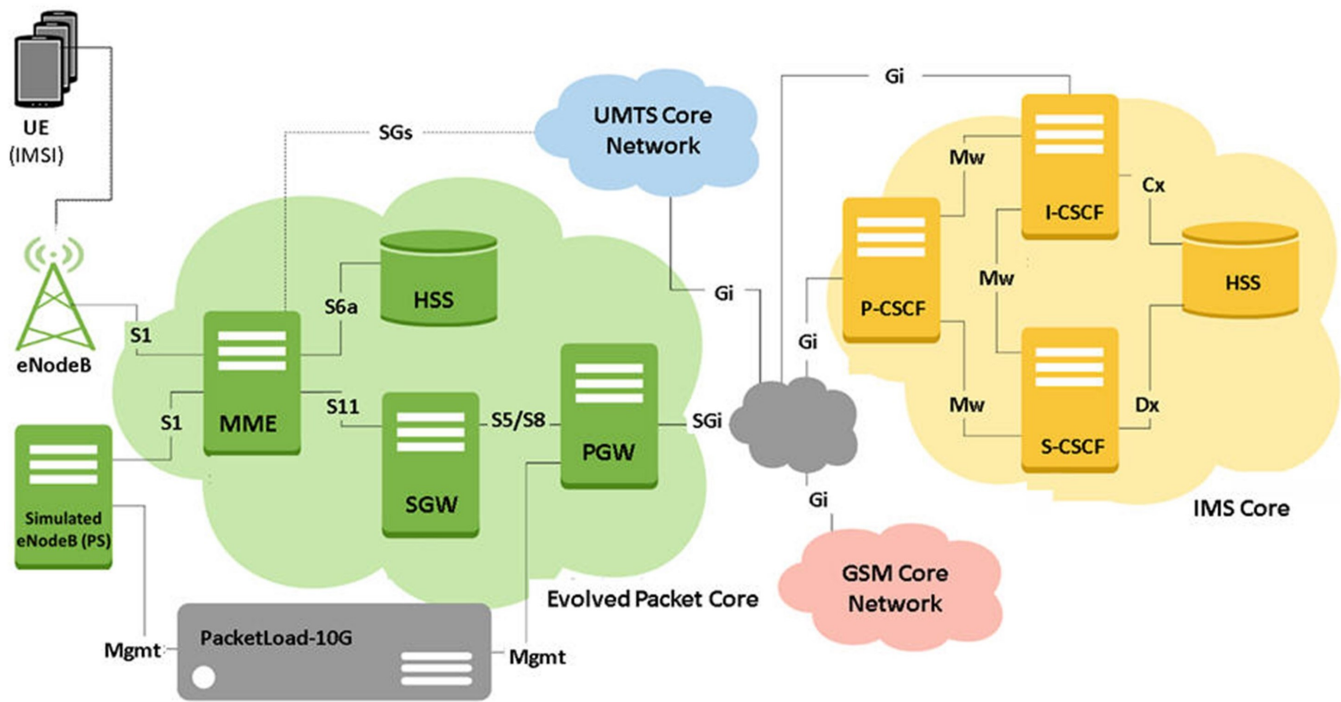 UE
(IMSI)
eNodeB
S1
S1
Simulated
eNodeB (PS)
Mgmt
PacketLoad-10G
Mgmt
MME
SGs
S6a
HSS
S11
SGW
S5/S8
PGW
SGi
Evolved Packet Core
UMTS Core
Network
Gi
Gi
Gi
Gi
GSM Core
Network
P-CSCF
Mw
Mw
Mw
I-CSCF
Cx
HSS
Dx
S-CSCF
IMS Core